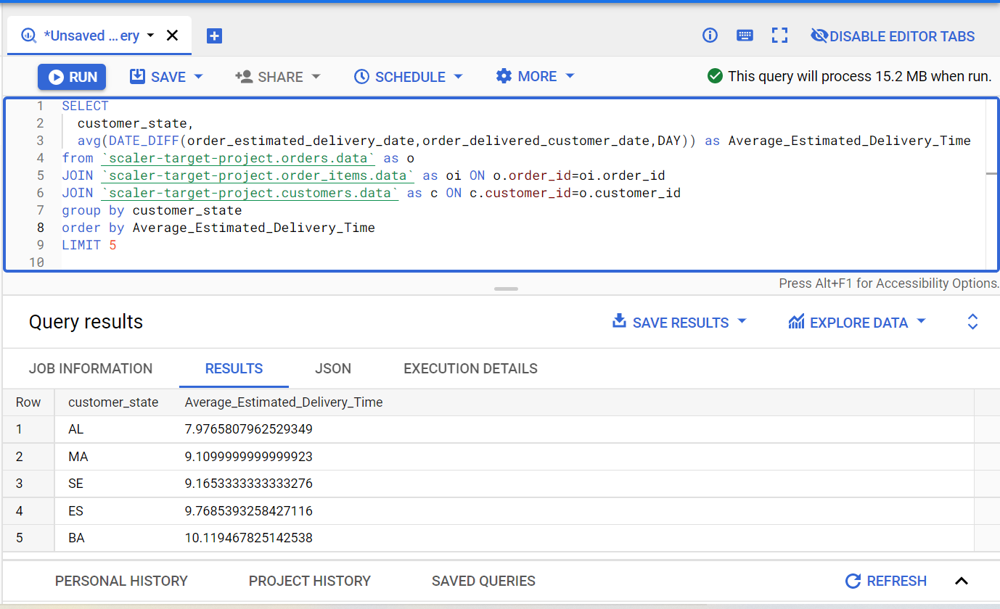 *Unsaved ...ery
DISABLE EDITOR TABS
RUN SAVE SHARE SCHEDULE MORE This query will process 15.2 MB when run.
1 SELECT
2 customer_state,
3 avg(DATE_DIFF(order_estimated_delivery_date,order_delivered_customer_date,DAY)) as Average_Estimated_Delivery_Time
4 from `scaler-target-project.orders.data` as o
5 JOIN `scaler-target-project.order_items.data` as oi ON o.order_id=oi.order_id
6 JOIN `scaler-target-project.customers.data` as c ON c.customer_id=o.customer_id
7 group by customer_state
8 order by Average_Estimated_Delivery_Time
9 LIMIT 5
10
Press Alt+F1 for Accessibility Options.
Query results SAVE RESULTS EXPLORE DATA
JOB INFORMATION RESULTS JSON EXECUTION DETAILS
Row customer_state Average_Estimated_Delivery_Time
1 AL 7.9765807962529349
2 MA 9.1099999999999923
3 SE 9.1653333333333276
4 ES 9.7685393258427116
5 BA 10.119467825142538
PERSONAL HISTORY PROJECT HISTORY SAVED QUERIES REFRESH